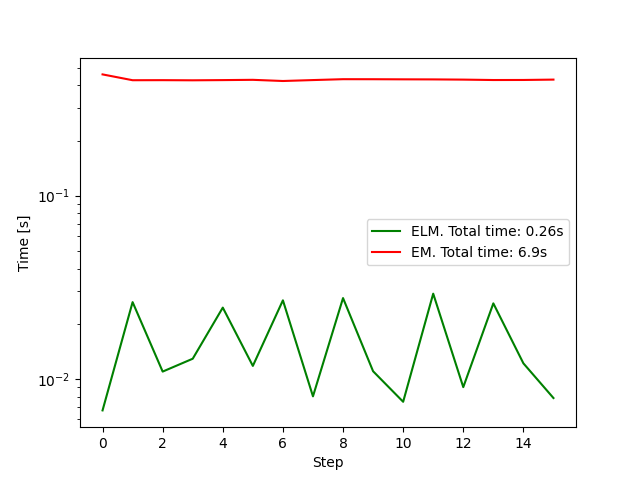 10⁻¹
10⁻²
Time [s]
ELM. Total time: 0.26s
EM. Total time: 6.9s
0 2 4 6 8 10 12 14
Step